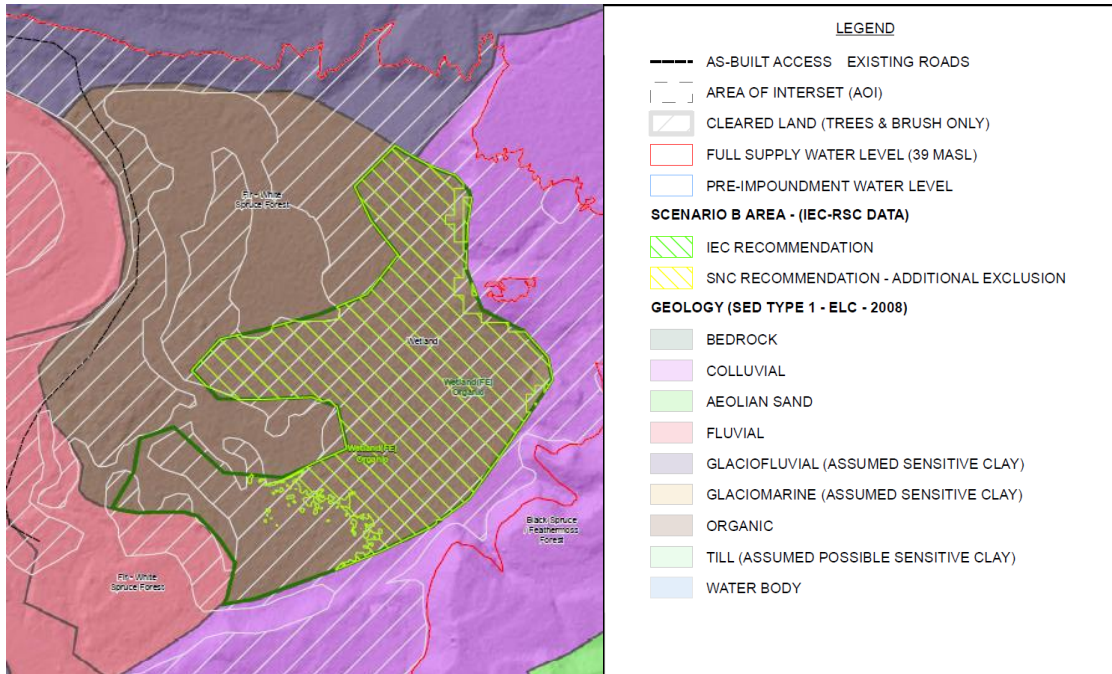 Fir - White
Spruce Forest
Wetland
Wetland(FE)
Organic
Wetland(FE)
Organic
Black Spruce
/ Feathermoss
Forest
Fir - White
Spruce Forest
LEGEND
AS-BUILT ACCESS EXISTING ROADS
AREA OF INTERSET (AOI)
CLEARED LAND (TREES & BRUSH ONLY)
FULL SUPPLY WATER LEVEL (39 MASL)
PRE-IMPOUNDMENT WATER LEVEL
SCENARIO B AREA - (IEC-RSC DATA)
IEC RECOMMENDATION
SNC RECOMMENDATION - ADDITIONAL EXCLUSION
GEOLOGY (SED TYPE 1 - ELC - 2008)
BEDROCK
COLLUVIAL
AEOLIAN SAND
FLUVIAL
GLACIOFLUVIAL (ASSUMED SENSITIVE CLAY)
GLACIOMARINE (ASSUMED SENSITIVE CLAY)
ORGANIC
TILL (ASSUMED POSSIBLE SENSITIVE CLAY)
WATER BODY